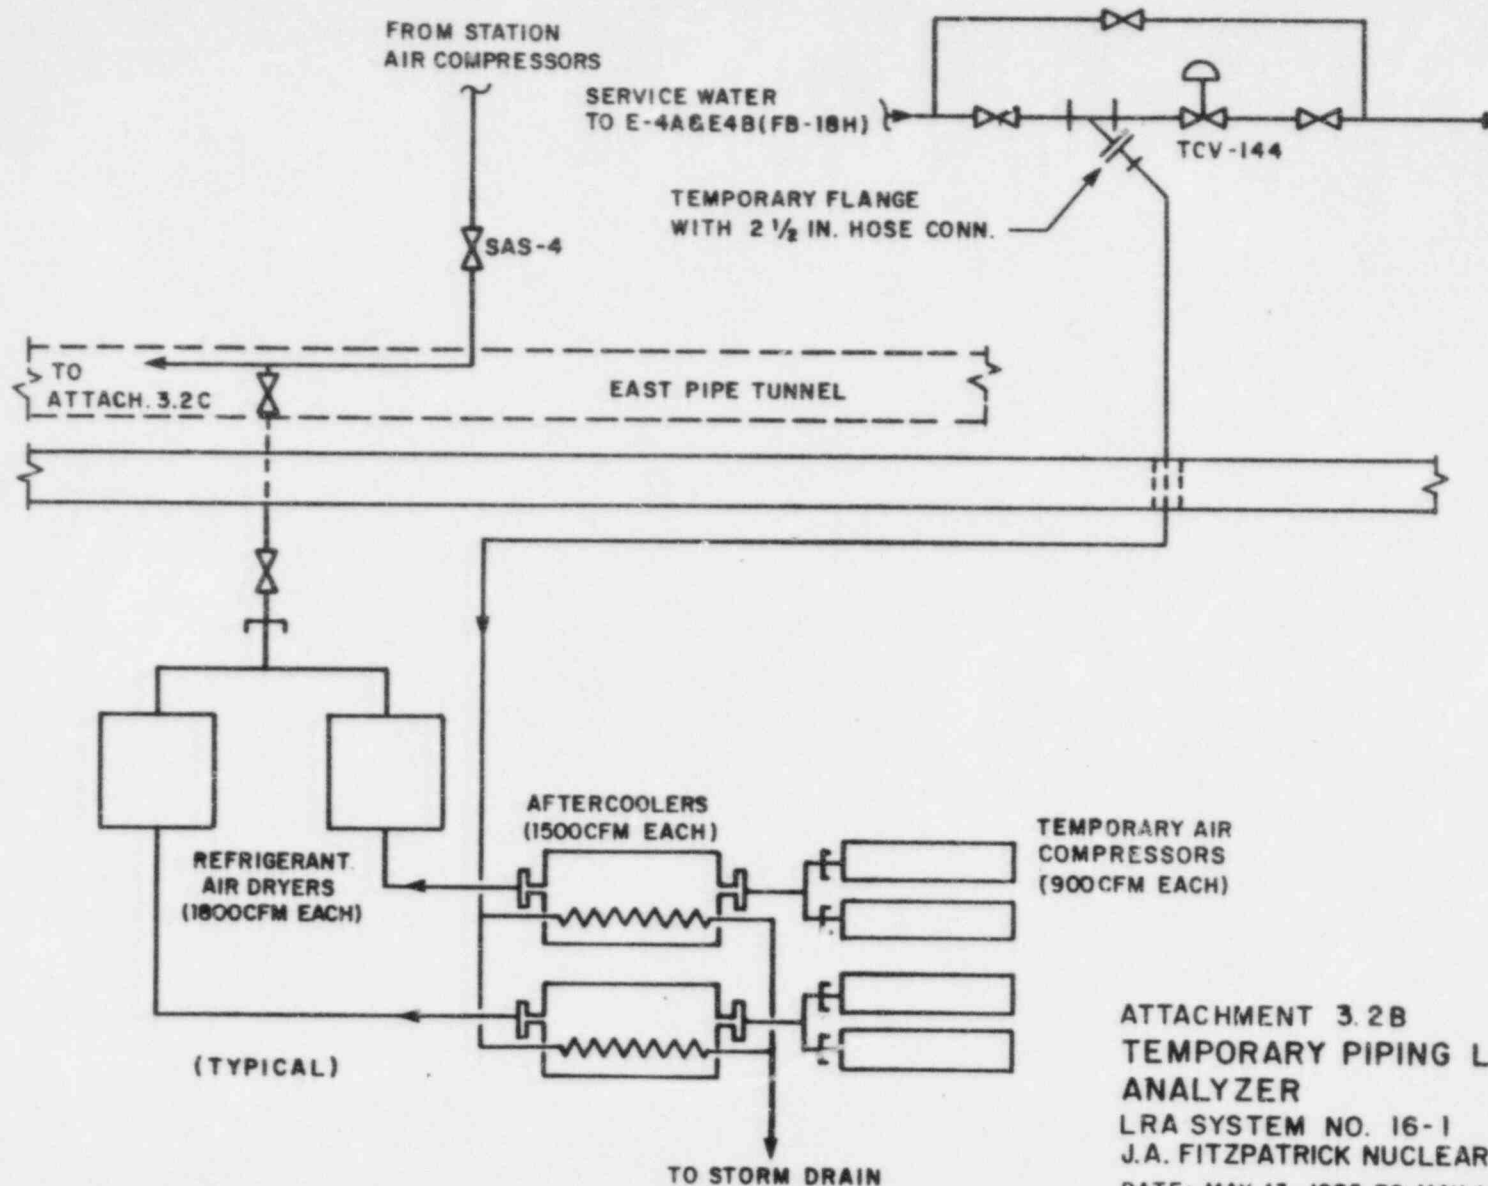 FROM STATION
AIR COMPRESSORS
SERVICE WATER
TO E-4A&E4B(FB-18H)
TCV-144
TEMPORARY FLANGE
WITH 2 ½ IN. HOSE CONN.
SAS-4
TO
ATTACH. 3.2C
EAST PIPE TUNNEL
AFTERCOOLERS
(1500CFM EACH)
TEMPORARY AIR
COMPRESSORS
(900CFM EACH)
REFRIGERANT
AIR DRYERS
(1800CFM EACH)
(TYPICAL)
TO STORM DRAIN
ATTACHMENT 3.2B
TEMPORARY PIPING L
ANALYZER
LRA SYSTEM NO. 16-1
J.A. FITZPATRICK NUCLEAR